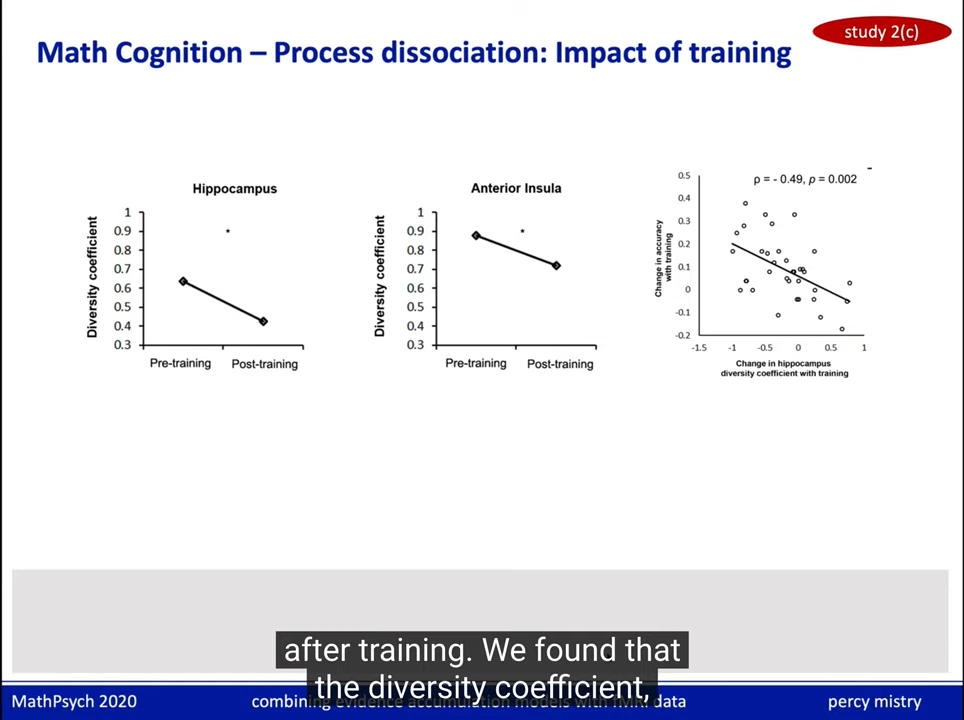 study 2(c)
Math Cognition – Process dissociation: Impact of training
Hippocampus
Diversity coefficient
1
0.9
0.8
0.7
0.6
0.5
0.4
0.3
*
Pre-training Post-training
Anterior Insula
Diversity coefficient
1
0.9
0.8
0.7
0.6
0.5
0.4
0.3
*
Pre-training Post-training
ρ = - 0.49, p = 0.002
Change in accuracy
with training
0.5
0.4
0.3
0.2
0.1
0
-0.1
-0.2
-1.5 -1 -0.5 0 0.5 1
Change in hippocampus
diversity coefficient with training
after training. We found that
the diversity coefficient,
MathPsych 2020 combining evidence accumulation models with fMRI data percy mistry